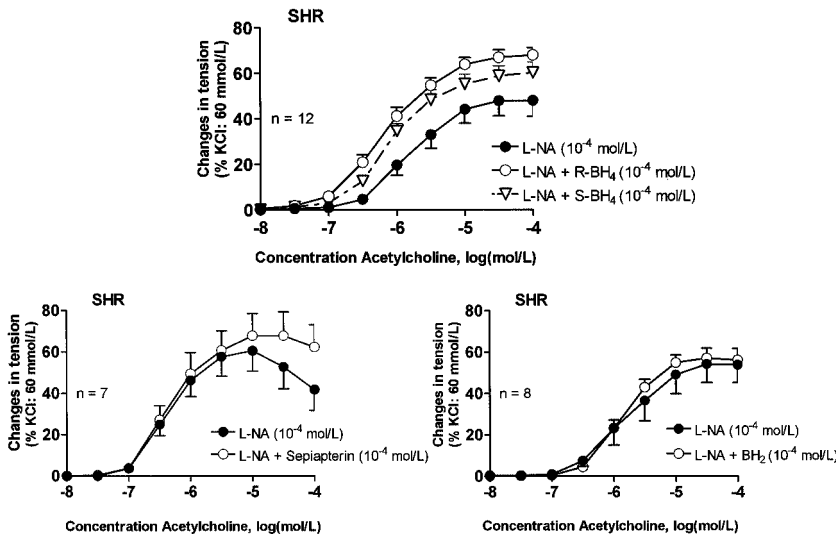 SHR
Changes in tension
(% KCl: 60 mmol/L)
80
60
40
20
0
n = 12
L-NA (10⁻⁴ mol/L)
L-NA + R-BH₄ (10⁻⁴ mol/L)
L-NA + S-BH₄ (10⁻⁴ mol/L)
-8 -7 -6 -5 -4
Concentration Acetylcholine, log(mol/L)
SHR
Changes in tension
(% KCl: 60 mmol/L)
80
60
40
20
0
n = 7
L-NA (10⁻⁴ mol/L)
L-NA + Sepiapterin (10⁻⁴ mol/L)
-8 -7 -6 -5 -4
Concentration Acetylcholine, log(mol/L)
SHR
Changes in tension
(% KCl: 60 mmol/L)
80
60
40
20
0
n = 8
L-NA (10⁻⁴ mol/L)
L-NA + BH₂ (10⁻⁴ mol/L)
-8 -7 -6 -5 -4
Concentration Acetylcholine, log(mol/L)